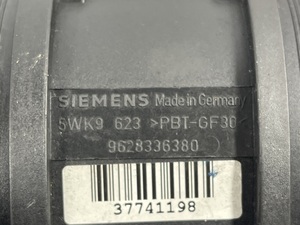 SIEMENS Made in Germany
5WK9 623 >PBT-GF30<
9628336380
37741198